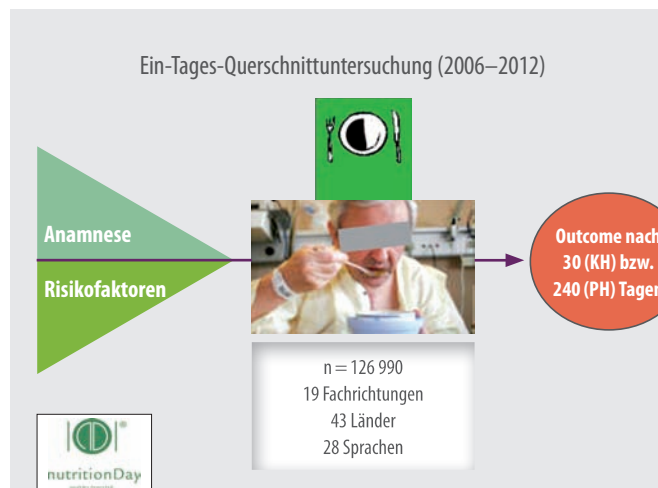 Ein-Tages-Querschnittuntersuchung (2006–2012)
Anamnese
Risikofaktoren
Outcome nach
30 (KH) bzw.
240 (PH) Tagen
n = 126 990
19 Fachrichtungen
43 Länder
28 Sprachen
nutritionDay